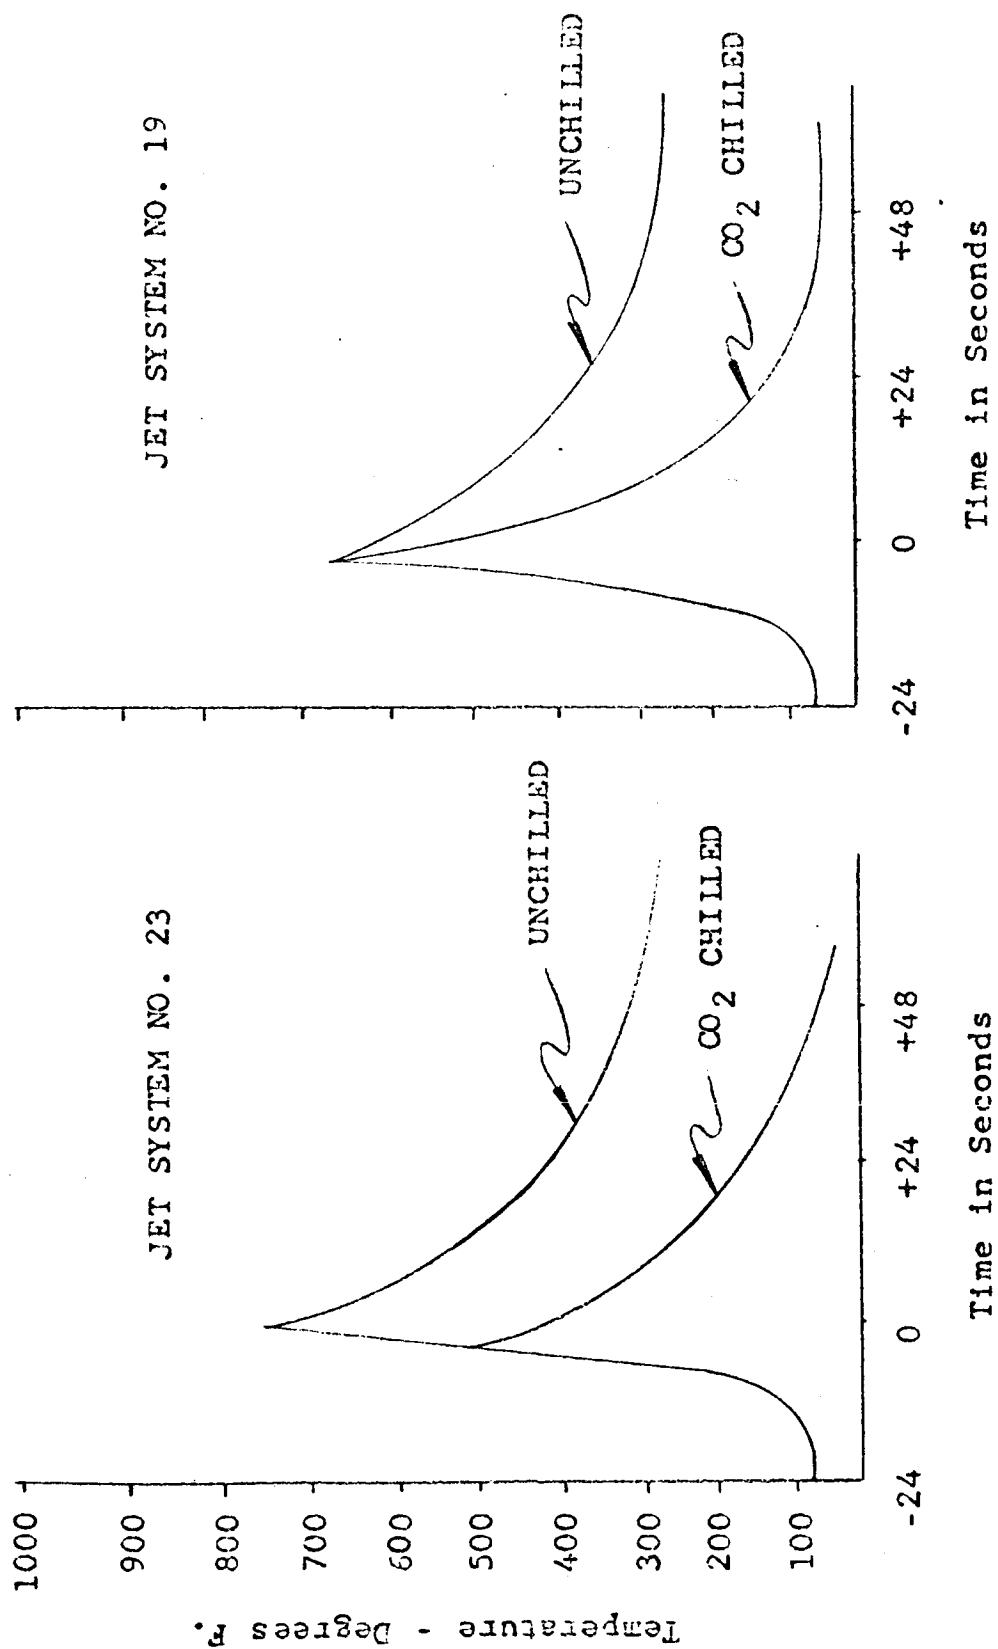 Temperature - Degrees F.
1000
900
800
700
600
500
400
300
200
100
JET SYSTEM NO. 23
UNCHILLED
CO2 CHILLED
-24
0
+24
+48
Time in Seconds
JET SYSTEM NO. 19
UNCHILLED
CO2 CHILLED
-24
0
+24
+48
Time in Seconds